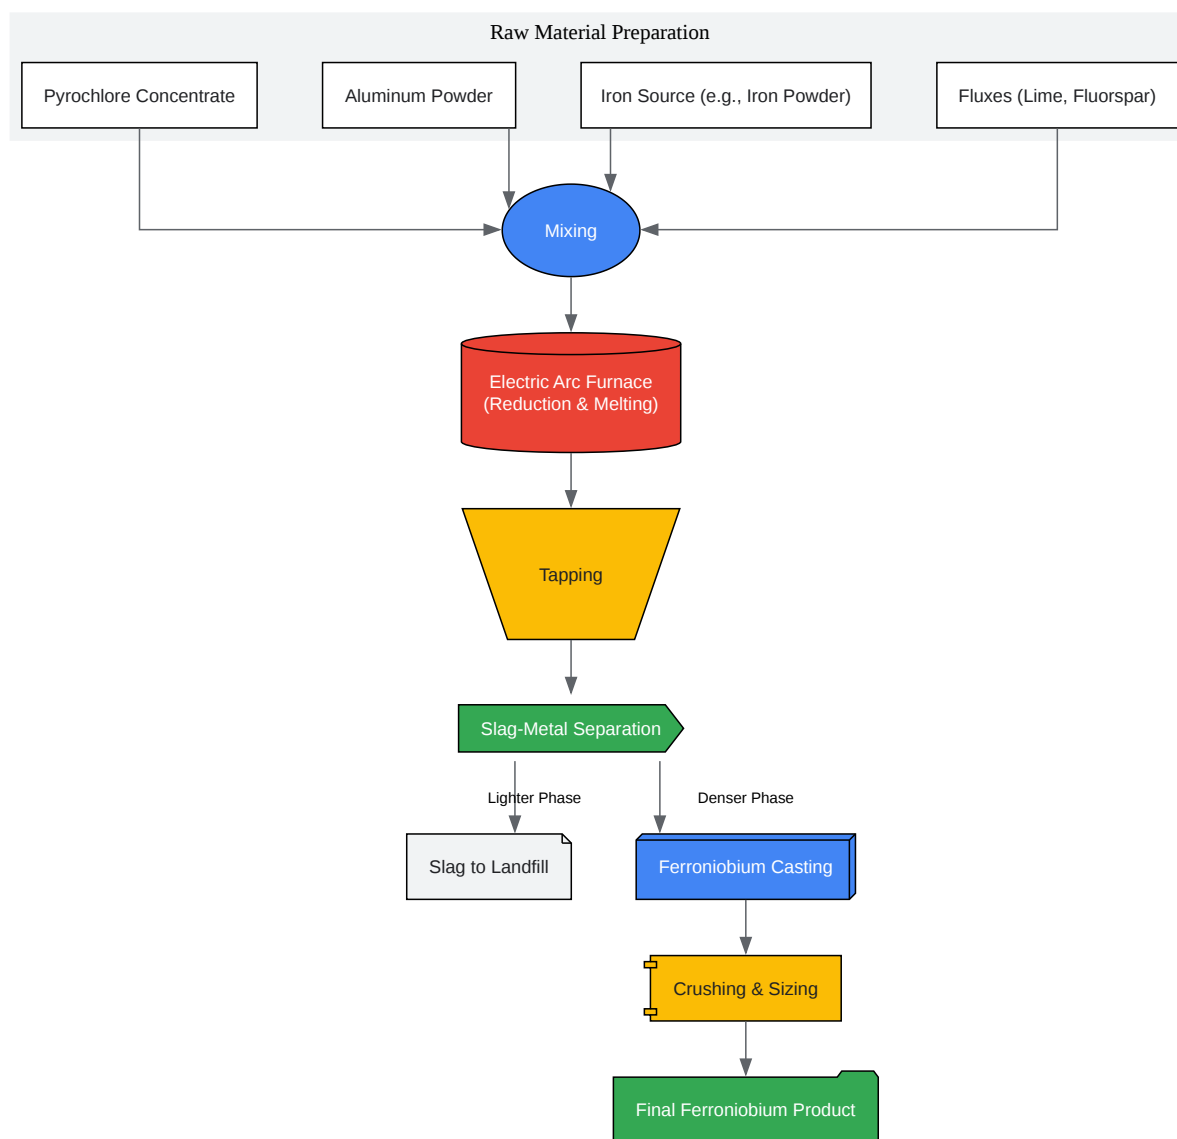 Raw Material Preparation
Pyrochlore Concentrate
Aluminum Powder
Iron Source (e.g., Iron Powder)
Fluxes (Lime, Fluorspar)
Mixing
Electric Arc Furnace
(Reduction & Melting)
Tapping
Slag-Metal Separation
Lighter Phase
Denser Phase
Slag to Landfill
Ferroniobium Casting
Crushing & Sizing
Final Ferroniobium Product